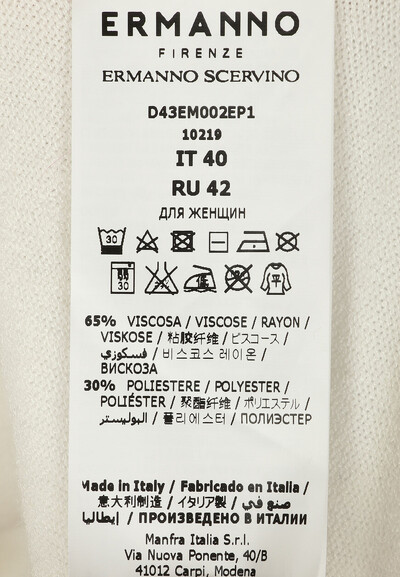 ERMANNO
FIRENZE
ERMANNO SCERVINO
D43EM002EP1
10219
IT 40
RU 42
ДЛЯ ЖЕНЩИН
30
30 低 平
65% VISCOSA / VISCOSE / RAYON /
VISKOSE / 粘胶纤维 / ビスコース /
فسكوزي / 비스코스 레이온 /
ВИСКОЗА
30% POLIESTERE / POLYESTER /
POLIÉSTER / 聚酯纤维 / ポリエステル /
البوليستر / 폴리에스터 / ПОЛИЭСТЕР
Made in Italy / Fabricado en Italia /
意大利制造 / イタリア製 / صنع في
إيطاليا / ПРОИЗВЕДЕНО В ИТАЛИИ
Manfra Italia S.r.l.
Via Nuova Ponente, 40/B
41012 Carpi, Modena